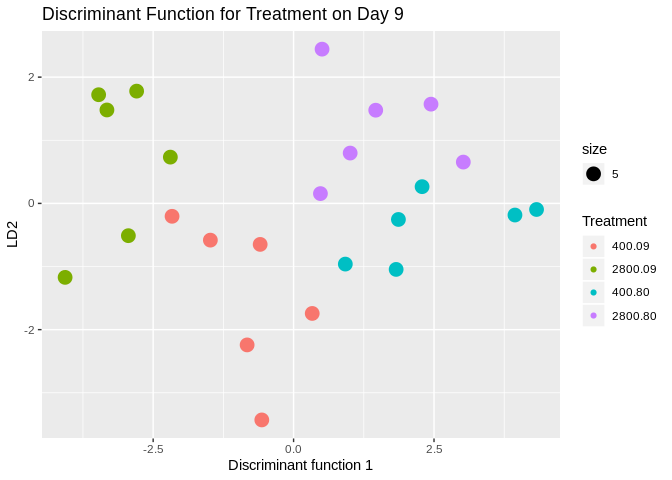 Discriminant Function for Treatment on Day 9
2
0
-2
LD2
-2.5
0.0
2.5
Discriminant function 1
size
5
Treatment
400.09
2800.09
400.80
2800.80